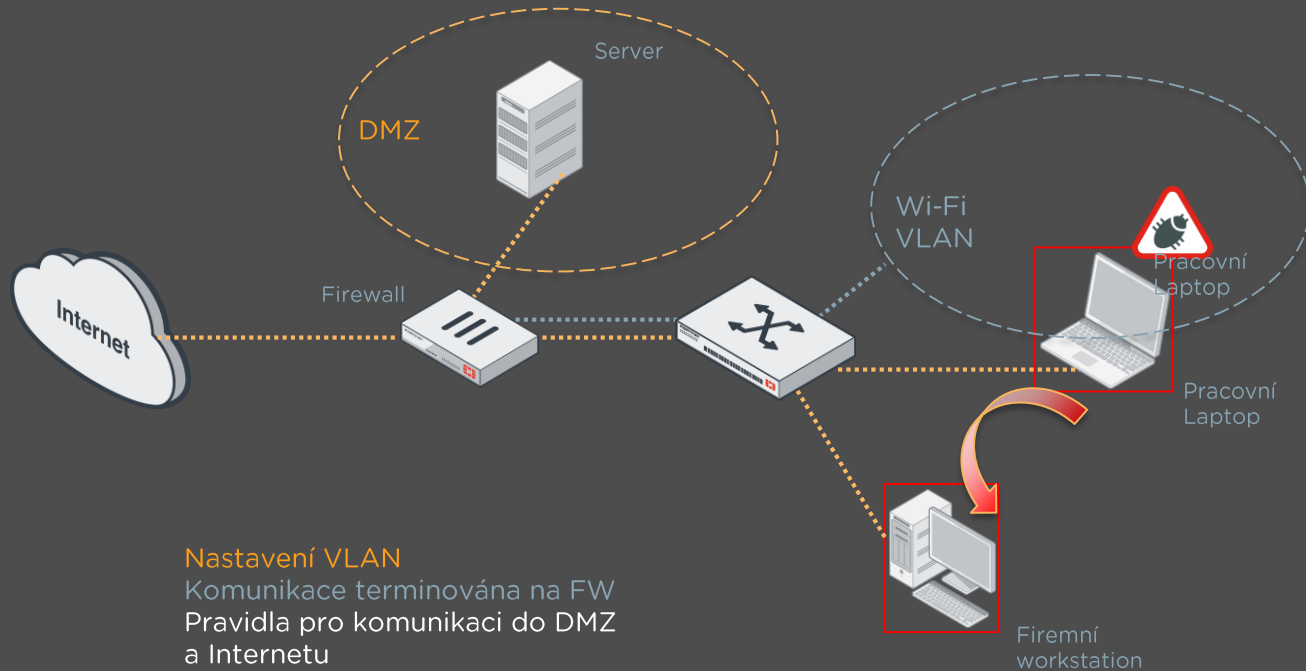 Server
DMZ
Wi-Fi
VLAN
Pracovní
Laptop
Firewall
Internet
Pracovní
Laptop
Nastavení VLAN
Komunikace terminována na FW
Pravidla pro komunikaci do DMZ
a Internetu
Firemní
workstation